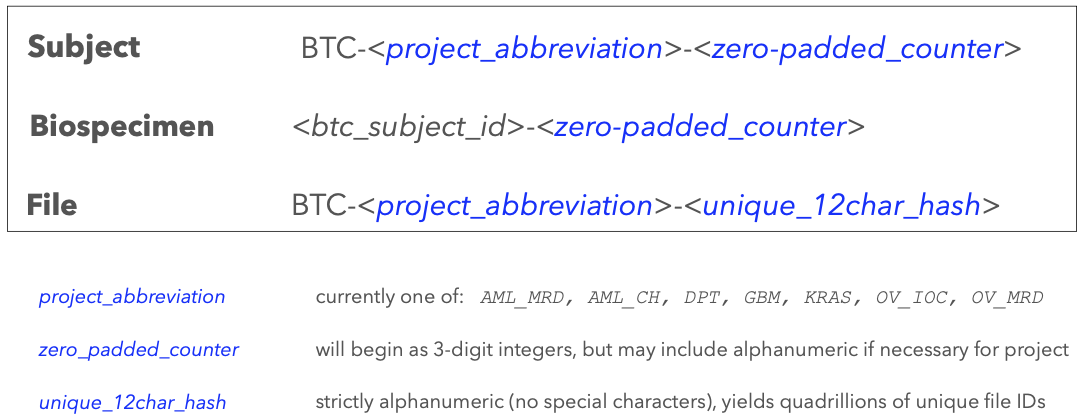 Subject BTC-<project_abbreviation>-<zero-padded_counter>
Biospecimen <btc_subject_id>-<zero-padded_counter>
File BTC-<project_abbreviation>-<unique_12char_hash>
project_abbreviation currently one of: AML_MRD, AML_CH, DPT, GBM, KRAS, OV_IOC, OV_MRD
zero_padded_counter will begin as 3-digit integers, but may include alphanumeric if necessary for project
unique_12char_hash strictly alphanumeric (no special characters), yields quadrillions of unique file IDs